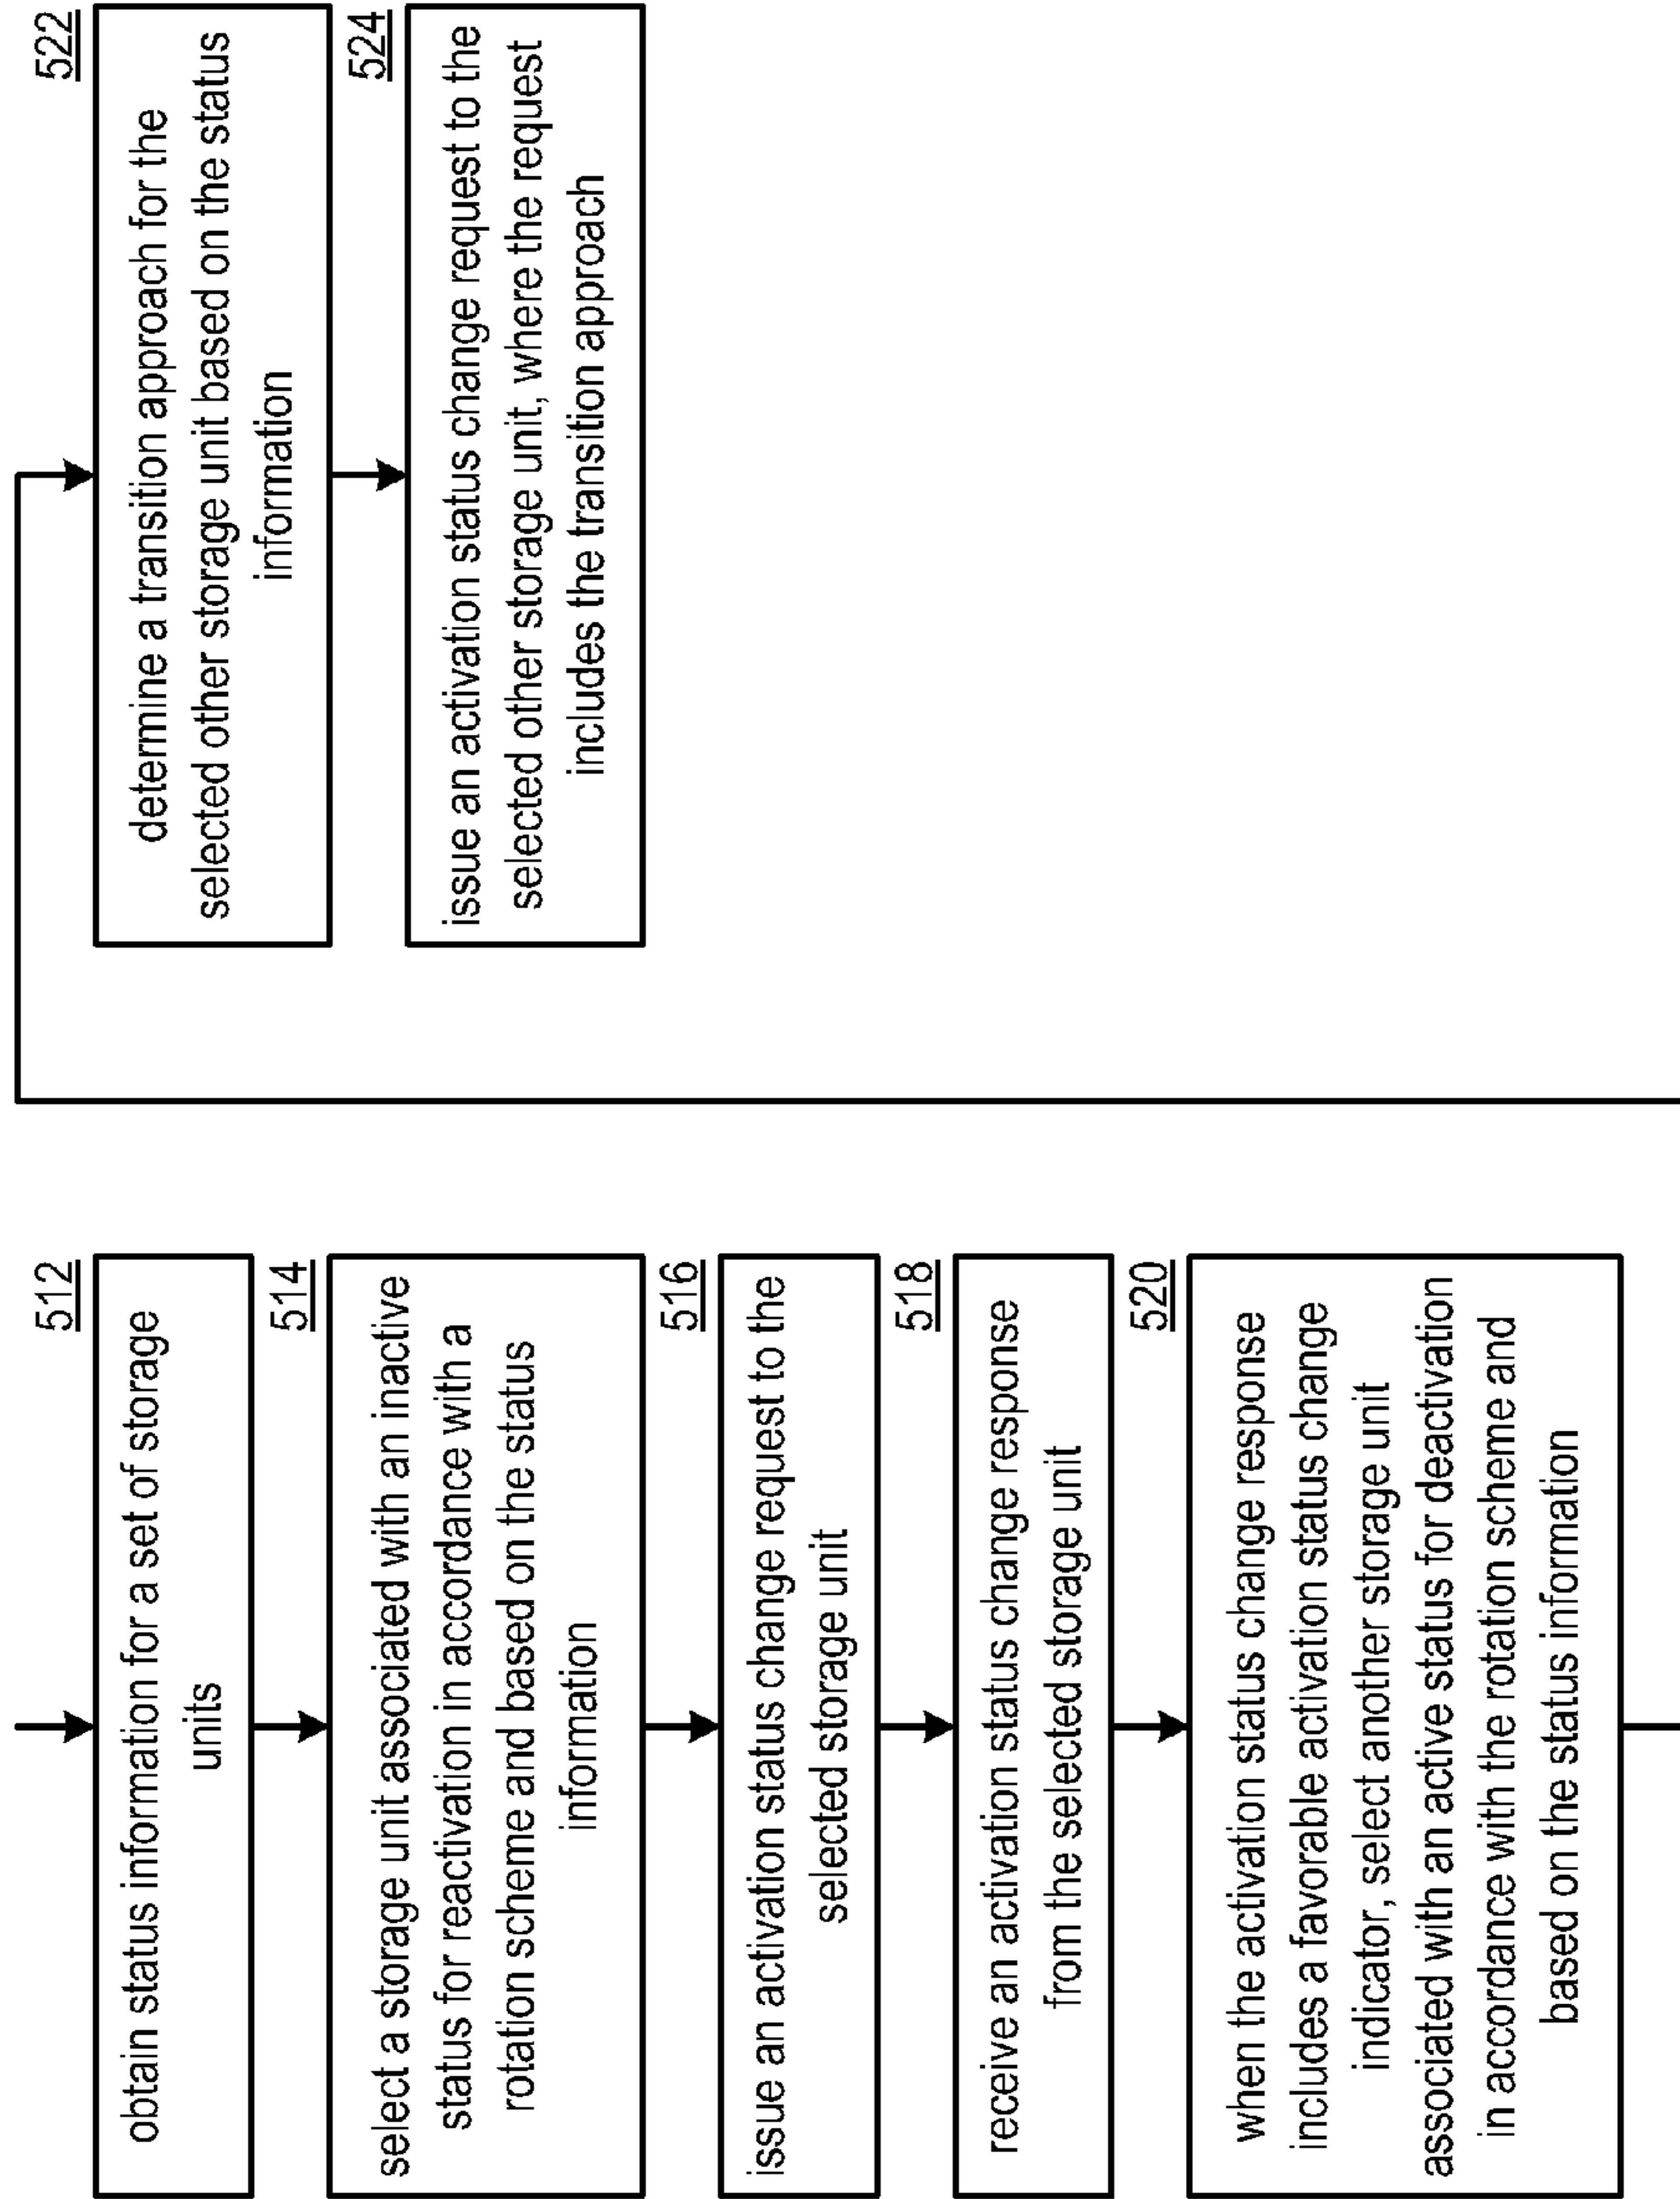 512
obtain status information for a set of storage
units
514
select a storage unit associated with an inactive
status for reactivation in accordance with a
rotation scheme and based on the status
information
516
issue an activation status change request to the
selected storage unit
518
receive an activation status change response
from the selected storage unit
520
when the activation status change response
includes a favorable activation status change
indicator, select another storage unit
associated with an active status for deactivation
in accordance with the rotation scheme and
based on the status information
522
determine a transition approach for the
selected other storage unit based on the status
information
524
issue an activation status change request to the
selected other storage unit, where the request
includes the transition approach